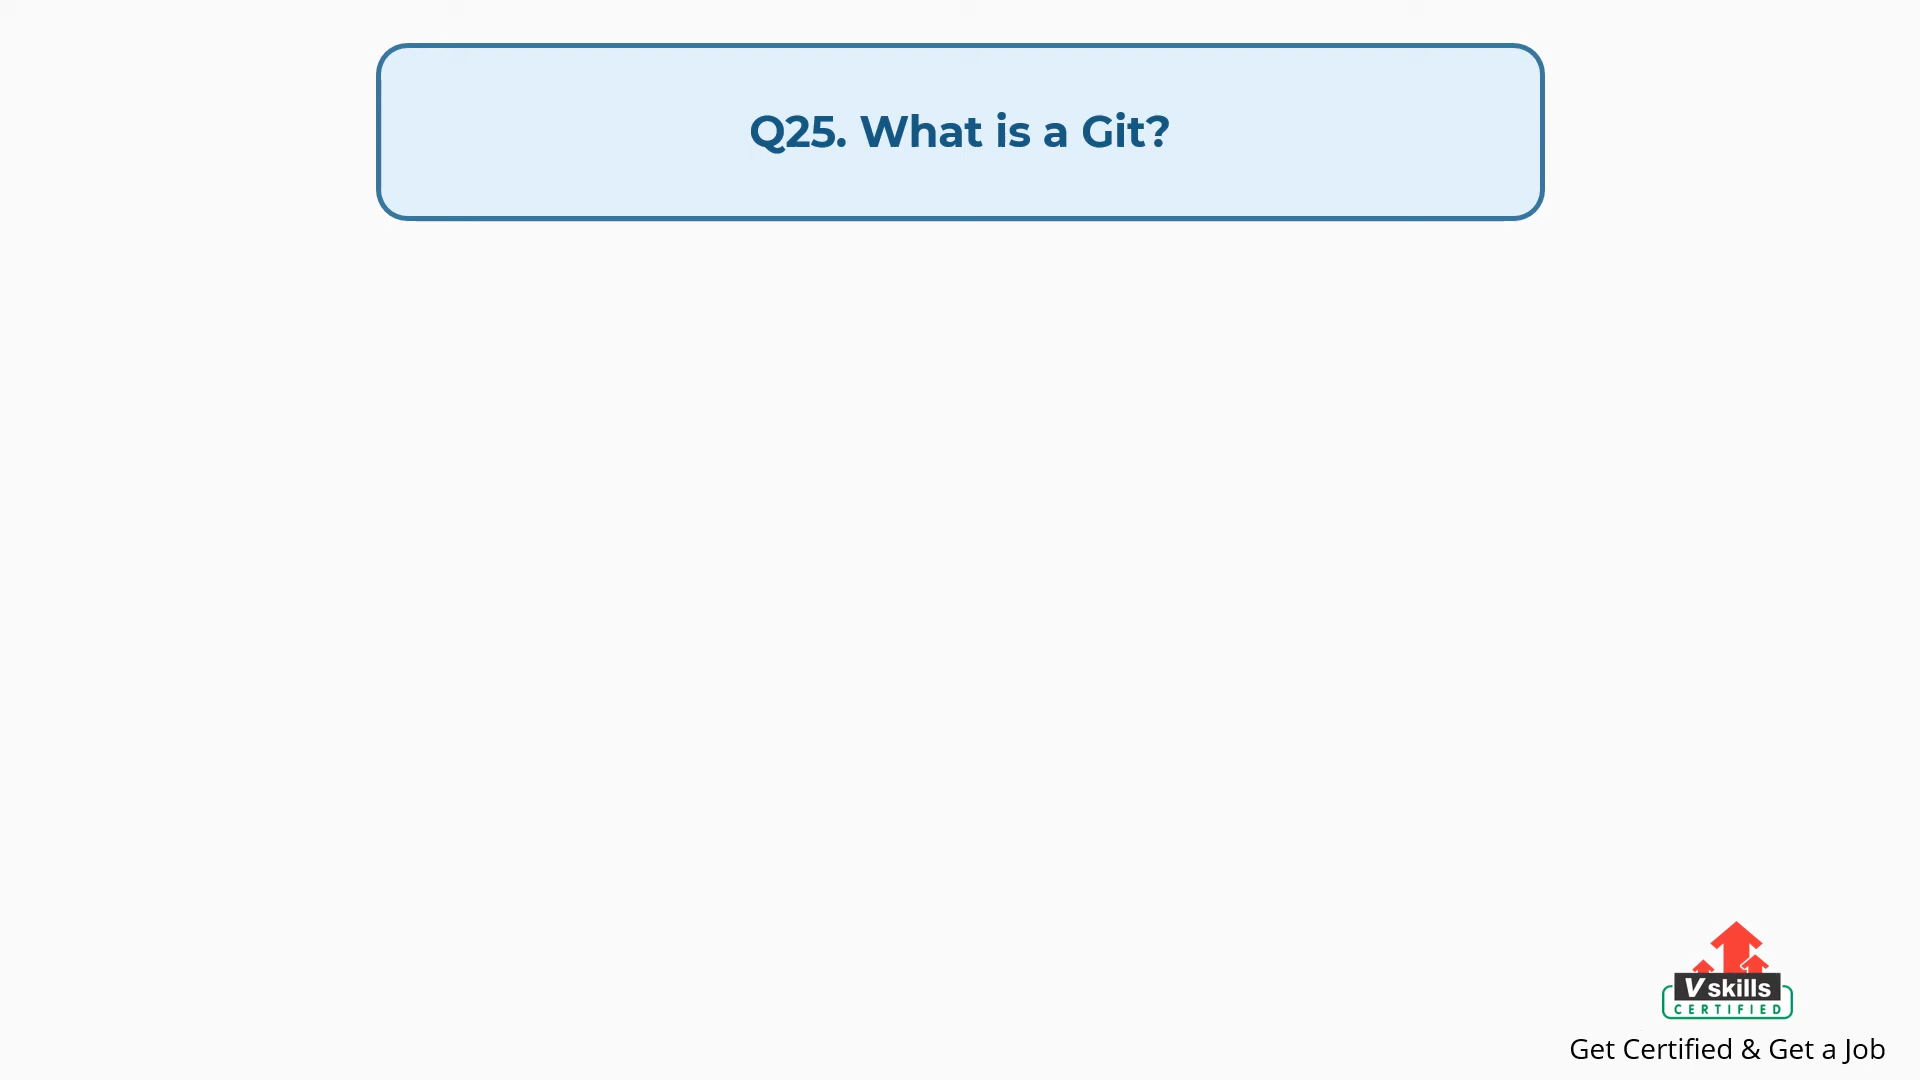 Q25. What is a Git?
Vskills
CERTIFIED
Get Certified & Get a Job